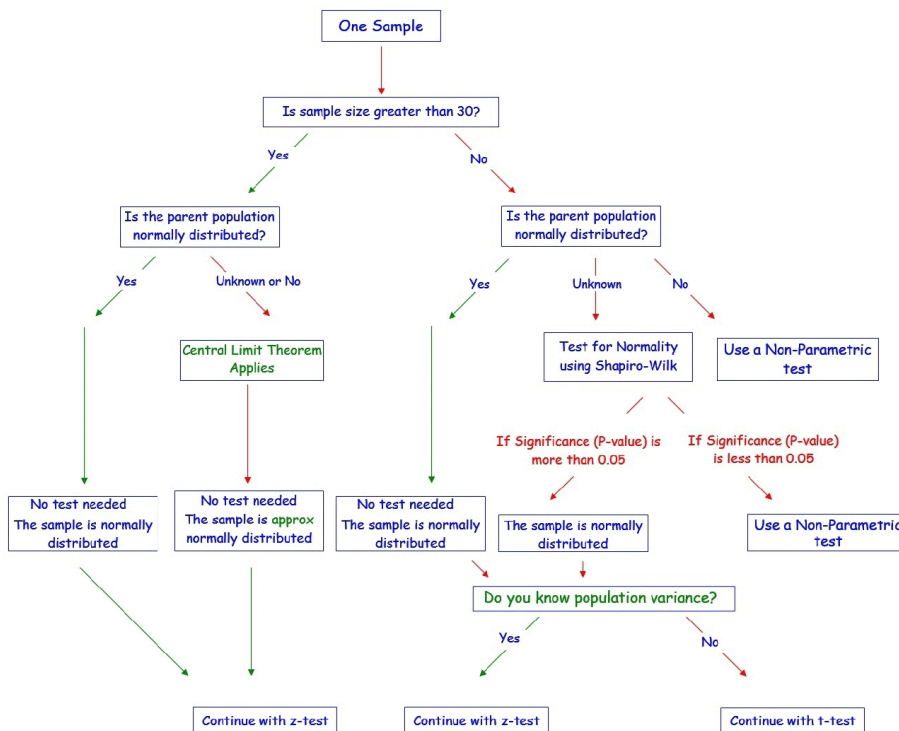 One Sample
Is sample size greater than 30?
Yes
No
Is the parent population
normally distributed?
Is the parent population
normally distributed?
Yes
Unknown or No
Yes
Unknown
No
Central Limit Theorem
Applies
Test for Normality
using Shapiro-Wilk
Use a Non-Parametric
test
If Significance (P-value) is
more than 0.05
If Significance (P-value)
is less than 0.05
No test needed
The sample is normally
distributed
No test needed
The sample is approx
normally distributed
No test needed
The sample is normally
distributed
The sample is normally
distributed
Use a Non-Parametric
test
Do you know population variance?
Yes
No
Continue with z-test
Continue with z-test
Continue with t-test